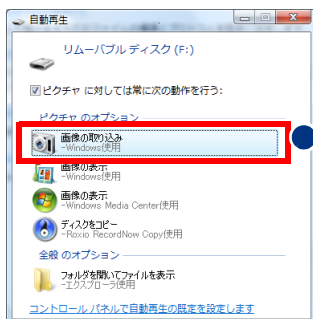 自動再生
リムーバブル ディスク (F:)
ピクチャ に対しては常に次の動作を行う:
ピクチャ のオプション
画像の取り込み
-Windows使用
画像の表示
-Windows使用
画像の表示
-Windows Media Center使用
ディスクをコピー
-Roxio RecordNow Copy使用
全般 のオプション
フォルダを開いてファイルを表示
-エクスプローラ使用
コントロール パネルで自動再生の既定を設定します